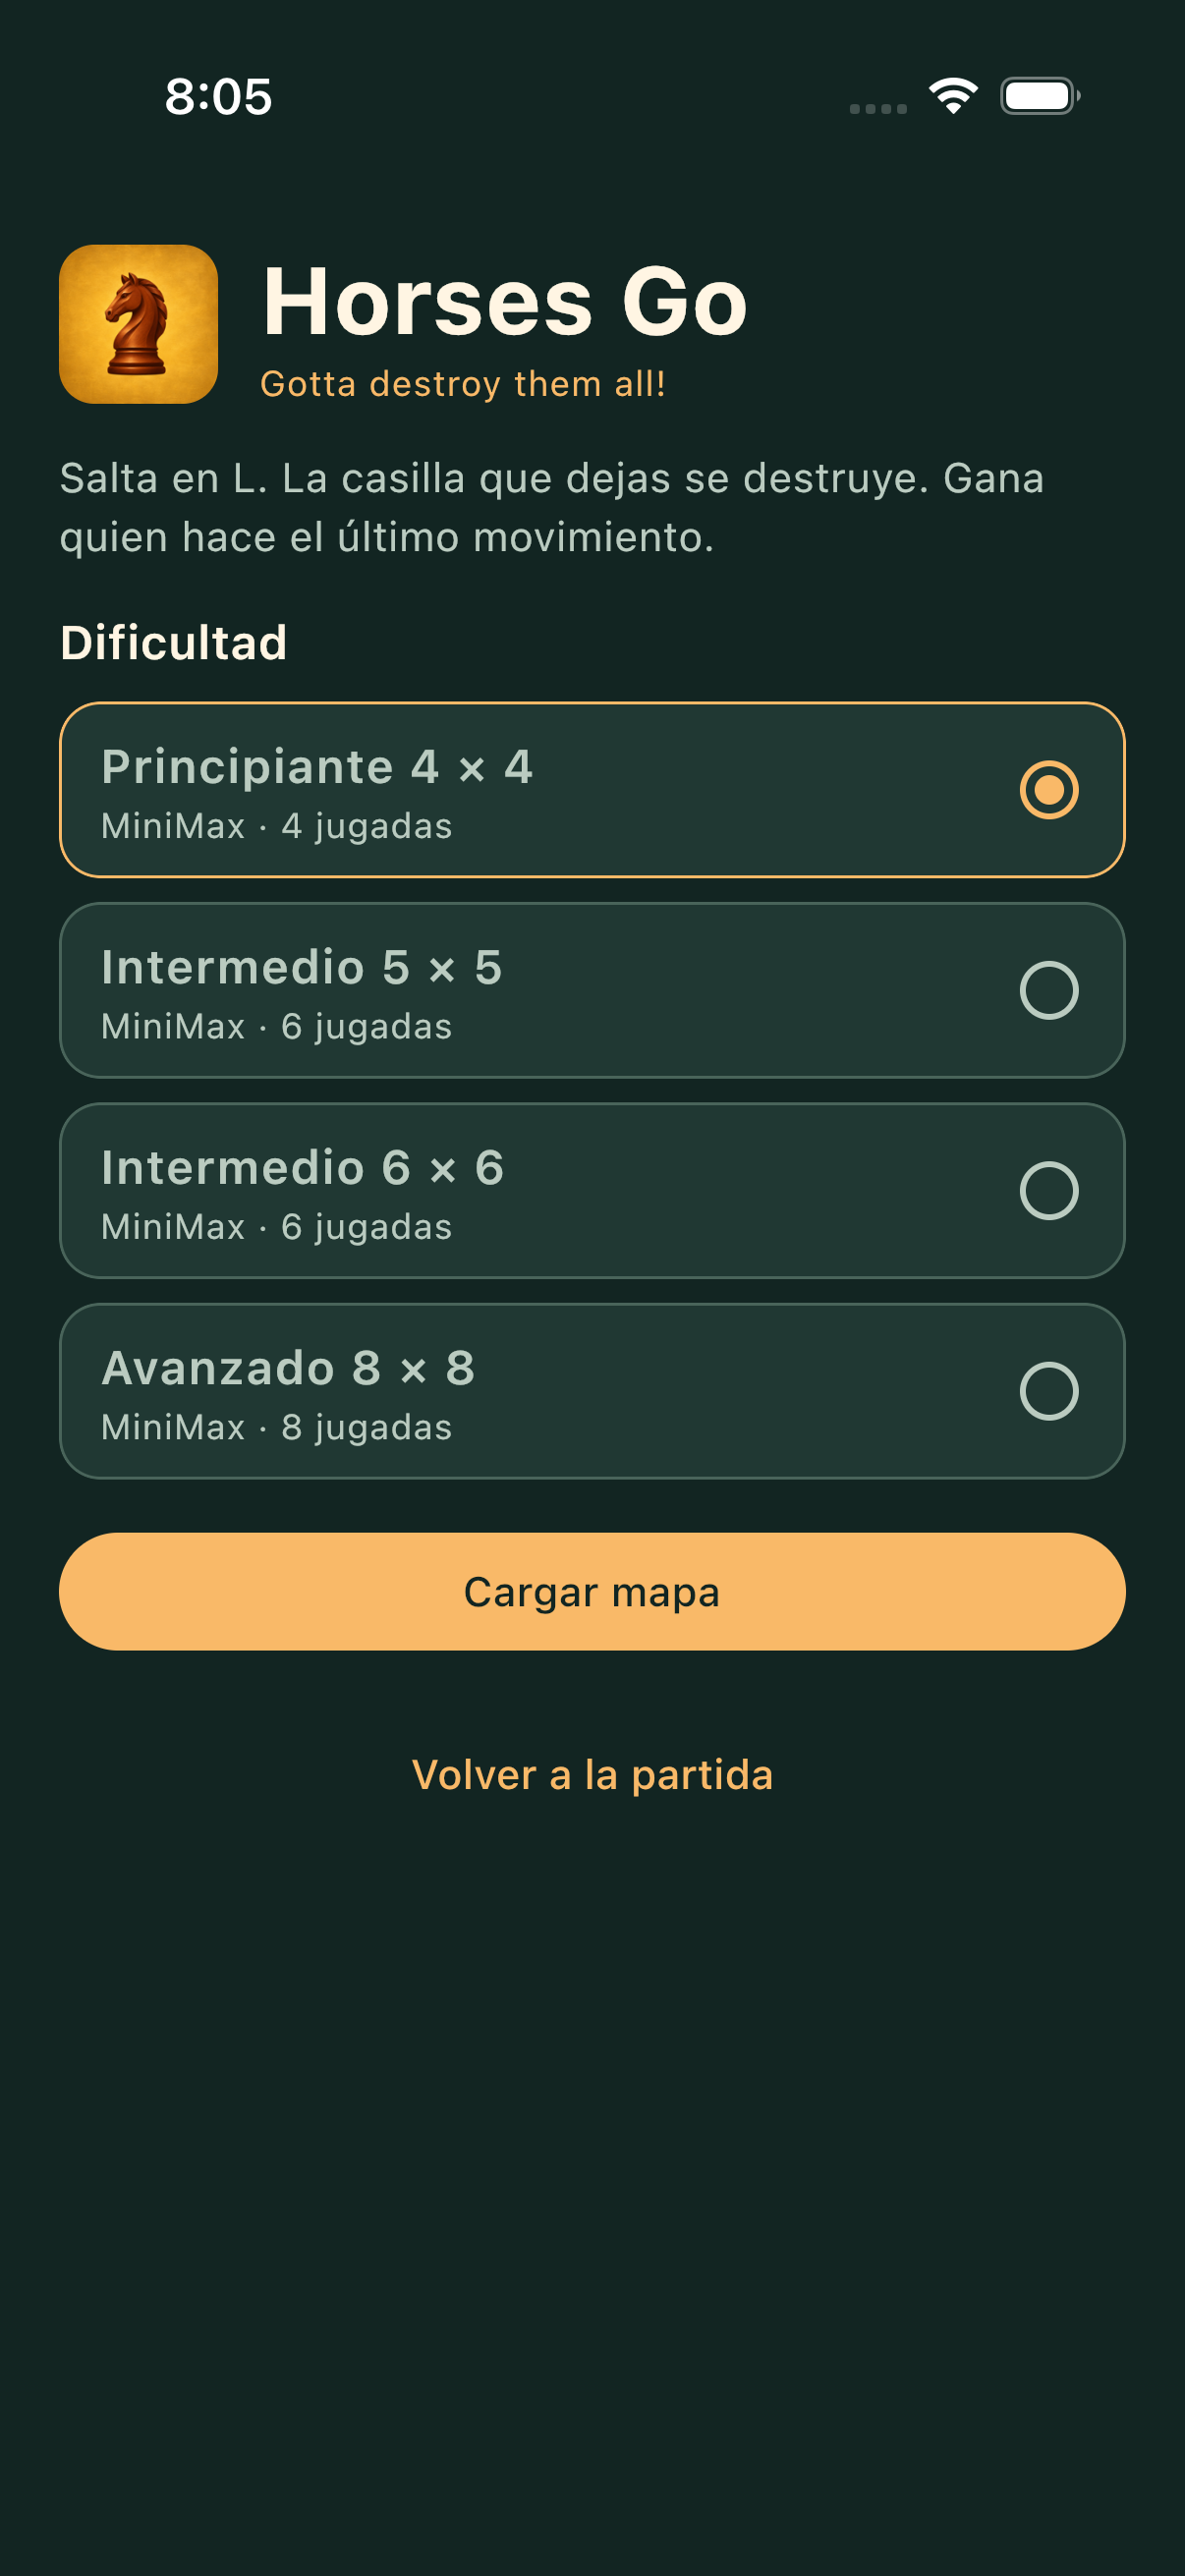 8:05
Horses Go
Gotta destroy them all!
Salta en L. La casilla que dejas se destruye. Gana
quien hace el último movimiento.
Dificultad
Principiante 4 × 4
MiniMax · 4 jugadas
Intermedio 5 × 5
MiniMax · 6 jugadas
Intermedio 6 × 6
MiniMax · 6 jugadas
Avanzado 8 × 8
MiniMax · 8 jugadas
Cargar mapa
Volver a la partida